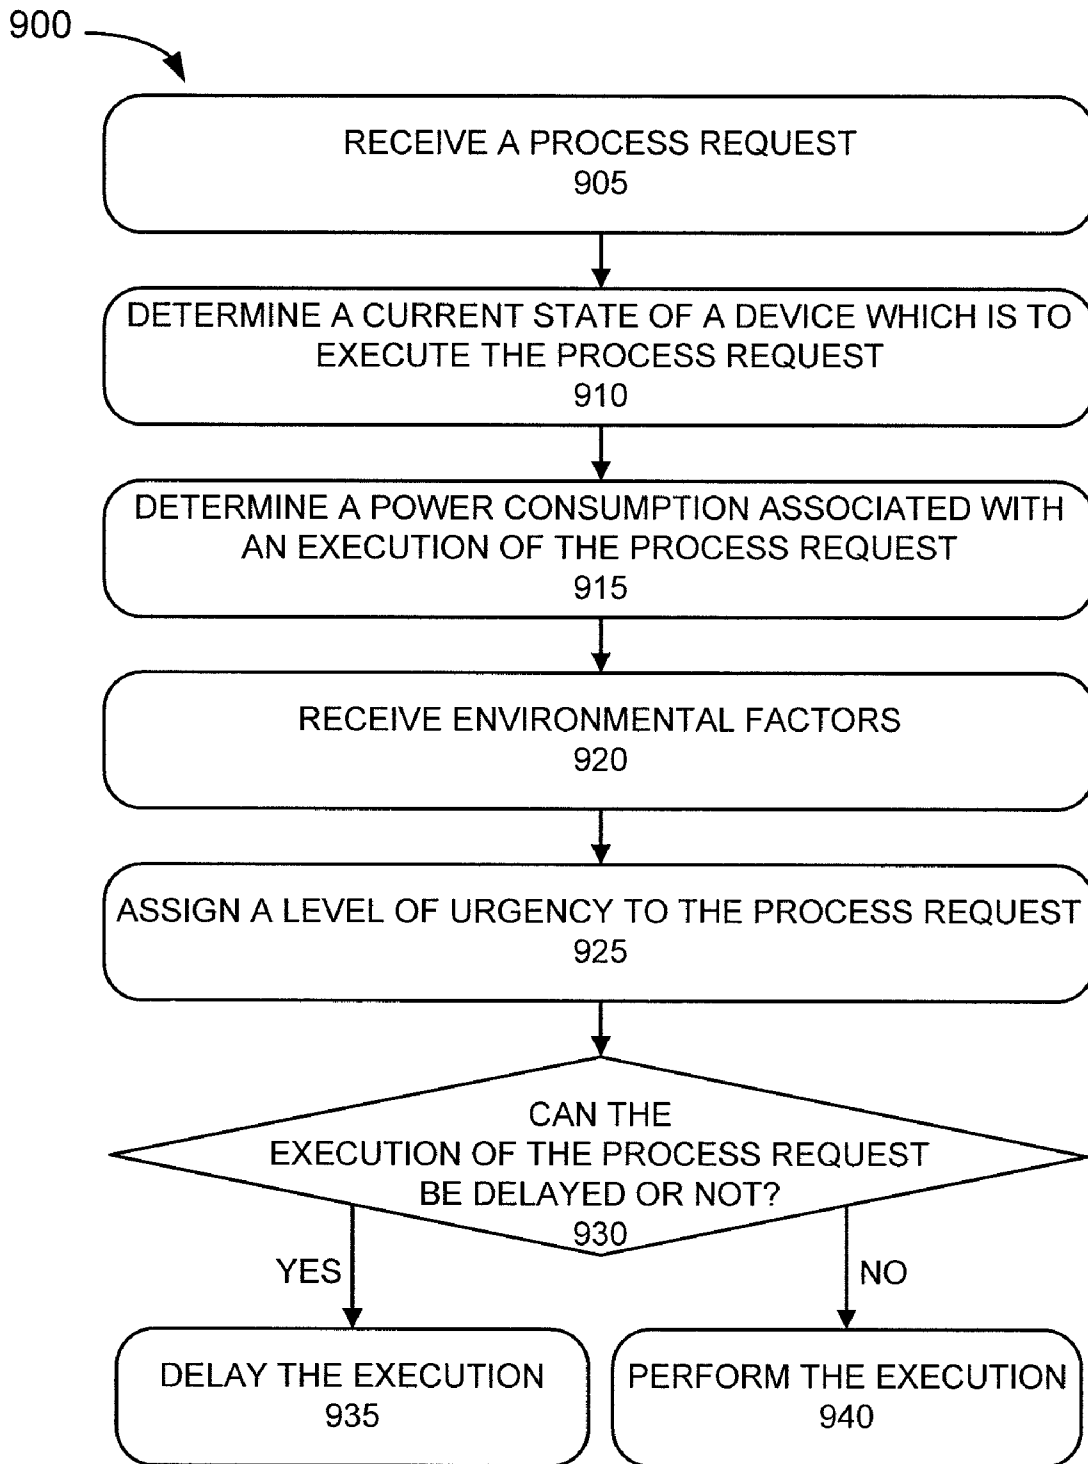 900
RECEIVE A PROCESS REQUEST
905
DETERMINE A CURRENT STATE OF A DEVICE WHICH IS TO
EXECUTE THE PROCESS REQUEST
910
DETERMINE A POWER CONSUMPTION ASSOCIATED WITH
AN EXECUTION OF THE PROCESS REQUEST
915
RECEIVE ENVIRONMENTAL FACTORS
920
ASSIGN A LEVEL OF URGENCY TO THE PROCESS REQUEST
925
CAN THE
EXECUTION OF THE PROCESS REQUEST
BE DELAYED OR NOT?
930
YES
NO
DELAY THE EXECUTION
935
PERFORM THE EXECUTION
940